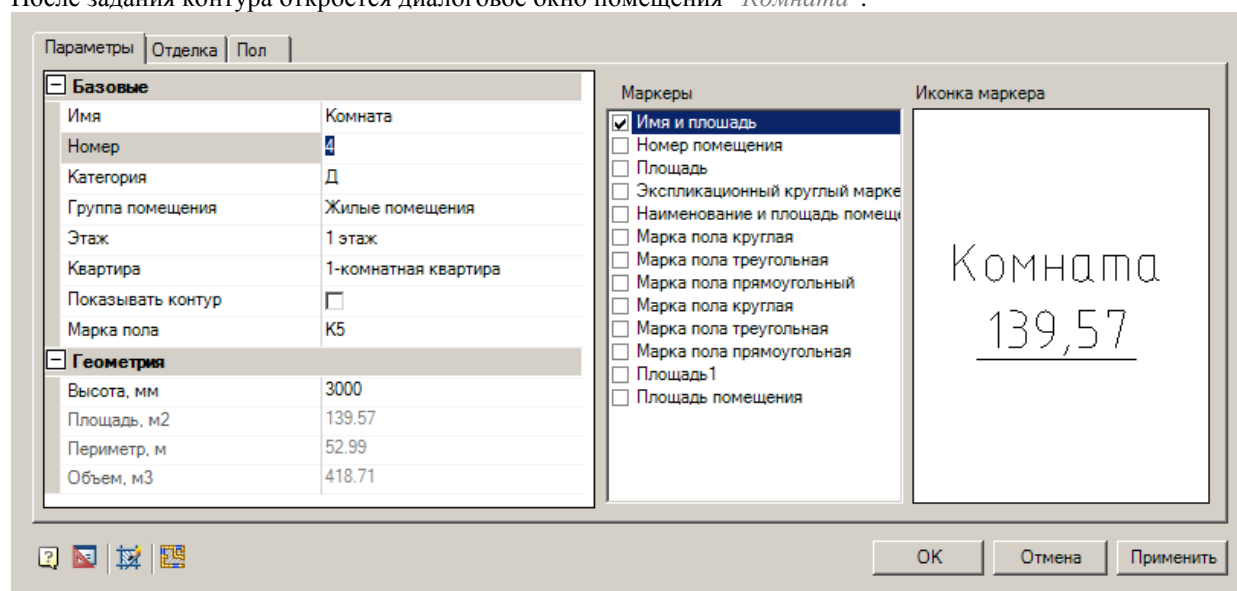 После задания контура откроется диалоговое окно помещения "Комната".
Параметры Отделка Пол
Базовые
Имя Комната
Номер 4
Категория Д
Группа помещения Жилые помещения
Этаж 1 этаж
Квартира 1-комнатная квартира
Показывать контур
Марка пола К5
Геометрия
Высота, мм 3000
Площадь, м2 139.57
Периметр, м 52.99
Объем, м3 418.71
Маркеры
Имя и плошадь
Номер помещения
Площадь
Экспликационный круглый марке
Наименование и площадь помеще
Марка пола круглая
Марка пола треугольная
Марка пола прямоугольный
Марка пола круглая
Марка пола треугольная
Марка пола прямоугольная
Площадь1
Площадь помещения
Иконка маркера
Комната
139,57
OK Отмена Применить